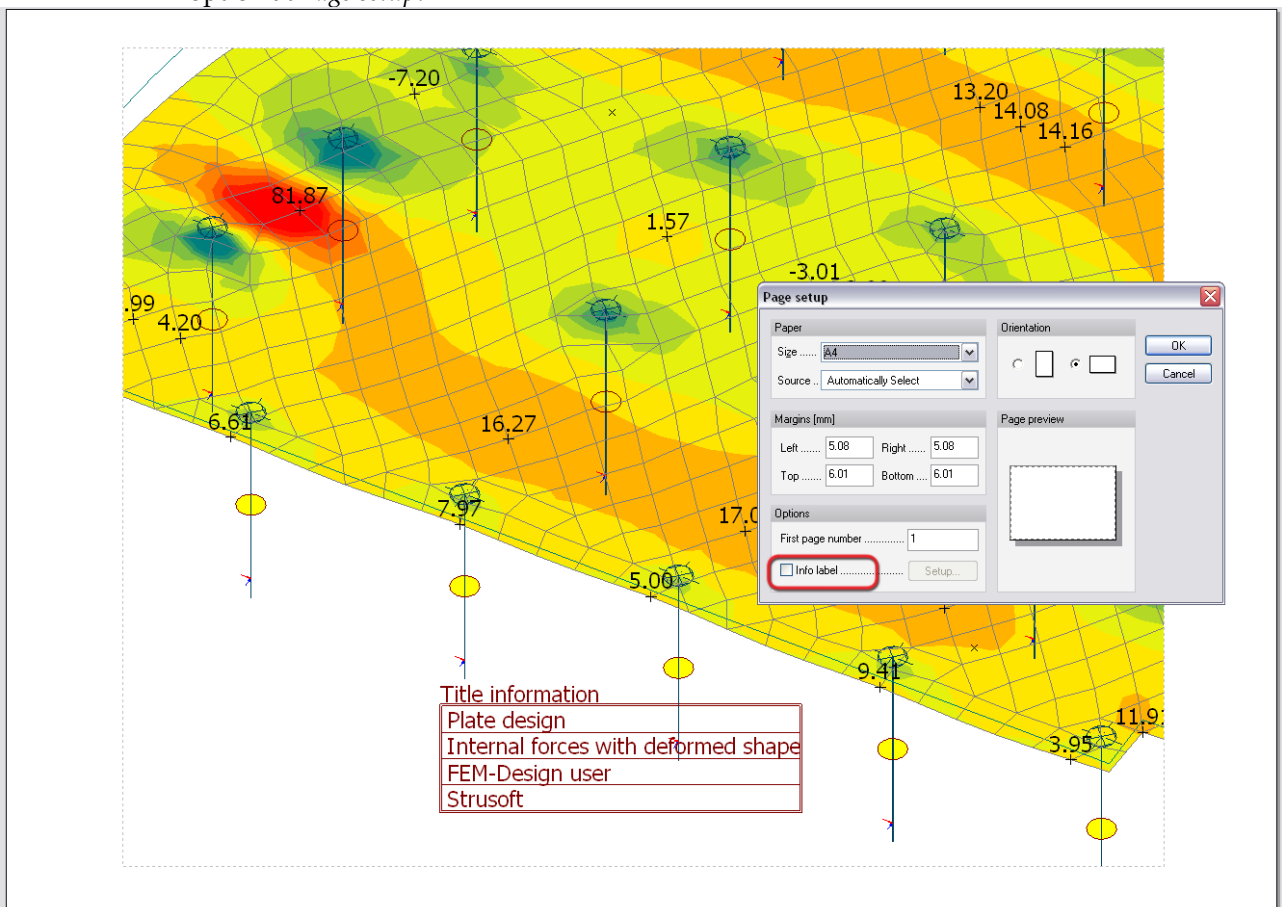 -7.20
13.20
14.08
14.16
81.87
1.57
-3.01
.99
4.20
6.61
16.27
7.97
17.0
5.00
9.41
11.91
3.95
Page setup
Paper
Size ......
A4
Source ..
Automatically Select
Orientation
OK
Cancel
Margins [mm]
Left .......
5.08
Right ......
5.08
Top .......
6.01
Bottom ....
6.01
Page preview
Options
First page number .............
1
Info label ......................
Setup...
Title information
Plate design
Internal forces with deformed shape
FEM-Design user
Strusoft